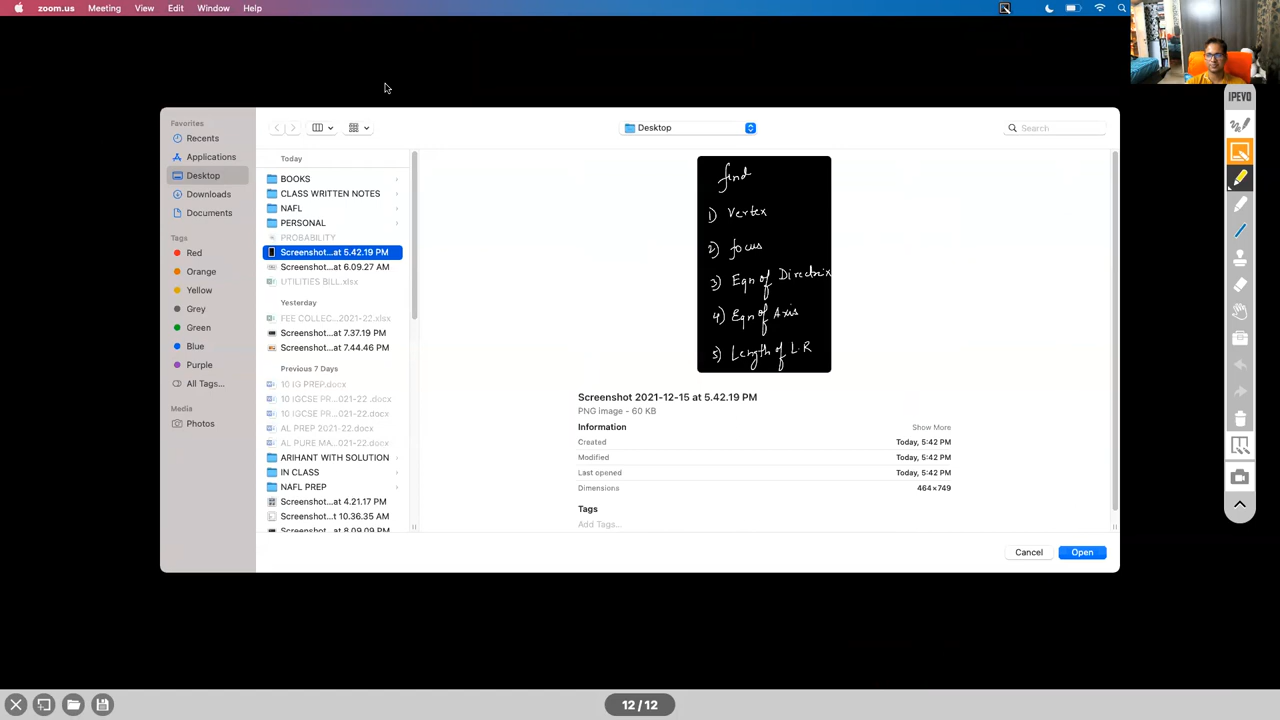 zoom.us Meeting View Edit Window Help
IPEVO
Favorites
Recents
Applications
Desktop
Downloads
Documents
Tags
Red
Orange
Yellow
Grey
Green
Blue
Purple
All Tags...
Media
Photos
Desktop
Search
Today
BOOKS
CLASS WRITTEN NOTES
NAFL
PERSONAL
PROBABILITY
Screenshot...at 5.42.19 PM
Screenshot...at 6.09.27 AM
UTILITIES BILL.xlsx
Yesterday
FEE COLLEC...2021-22.xlsx
Screenshot...at 7.37.19 PM
Screenshot...at 7.44.46 PM
Previous 7 Days
10 IG PREP.docx
10 IGCSE PR...021-22.docx
10 IGCSE PR...021-22.docx
AL PREP 2021-22.docx
AL PURE MA...021-22.docx
ARIHANT WITH SOLUTION
IN CLASS
NAFL PREP
Screenshot...at 4.21.17 PM
Screenshot...t 10.36.35 AM
Screenshot...at 8.09.09 PM
find
1) Vertex
2) focus
3) Eqn of Directrix
4) Eqn of Axis
5) Length of L.R
Screenshot 2021-12-15 at 5.42.19 PM
PNG image - 60 KB
Information Show More
Created Today, 5:42 PM
Modified Today, 5:42 PM
Last opened Today, 5:42 PM
Dimensions 464×749
Tags
Add Tags...
Cancel Open
12 / 12